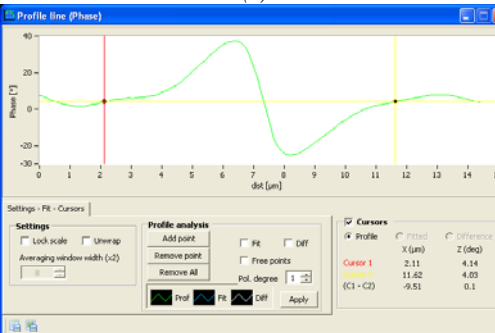 Profile line (Phase)
40
20
0
-20
-30
Phase [°]
0 1 2 3 4 5 6 7 8 9 10 11 12 13 14
dst [µm]
Settings - Fit - Cursors
Settings
Lock scale Unwrap
Averaging window width (x2)
8
Profile analysis
Add point
Remove point
Remove All
Fit Diff
Free points
Pol. degree 1
Prof Fit Diff Apply
Cursors
Profile Fitted Difference
X (µm) Z (deg)
Cursor 1 2.11 4.14
11.62 4.03
(C1 - C2) -9.51 0.1